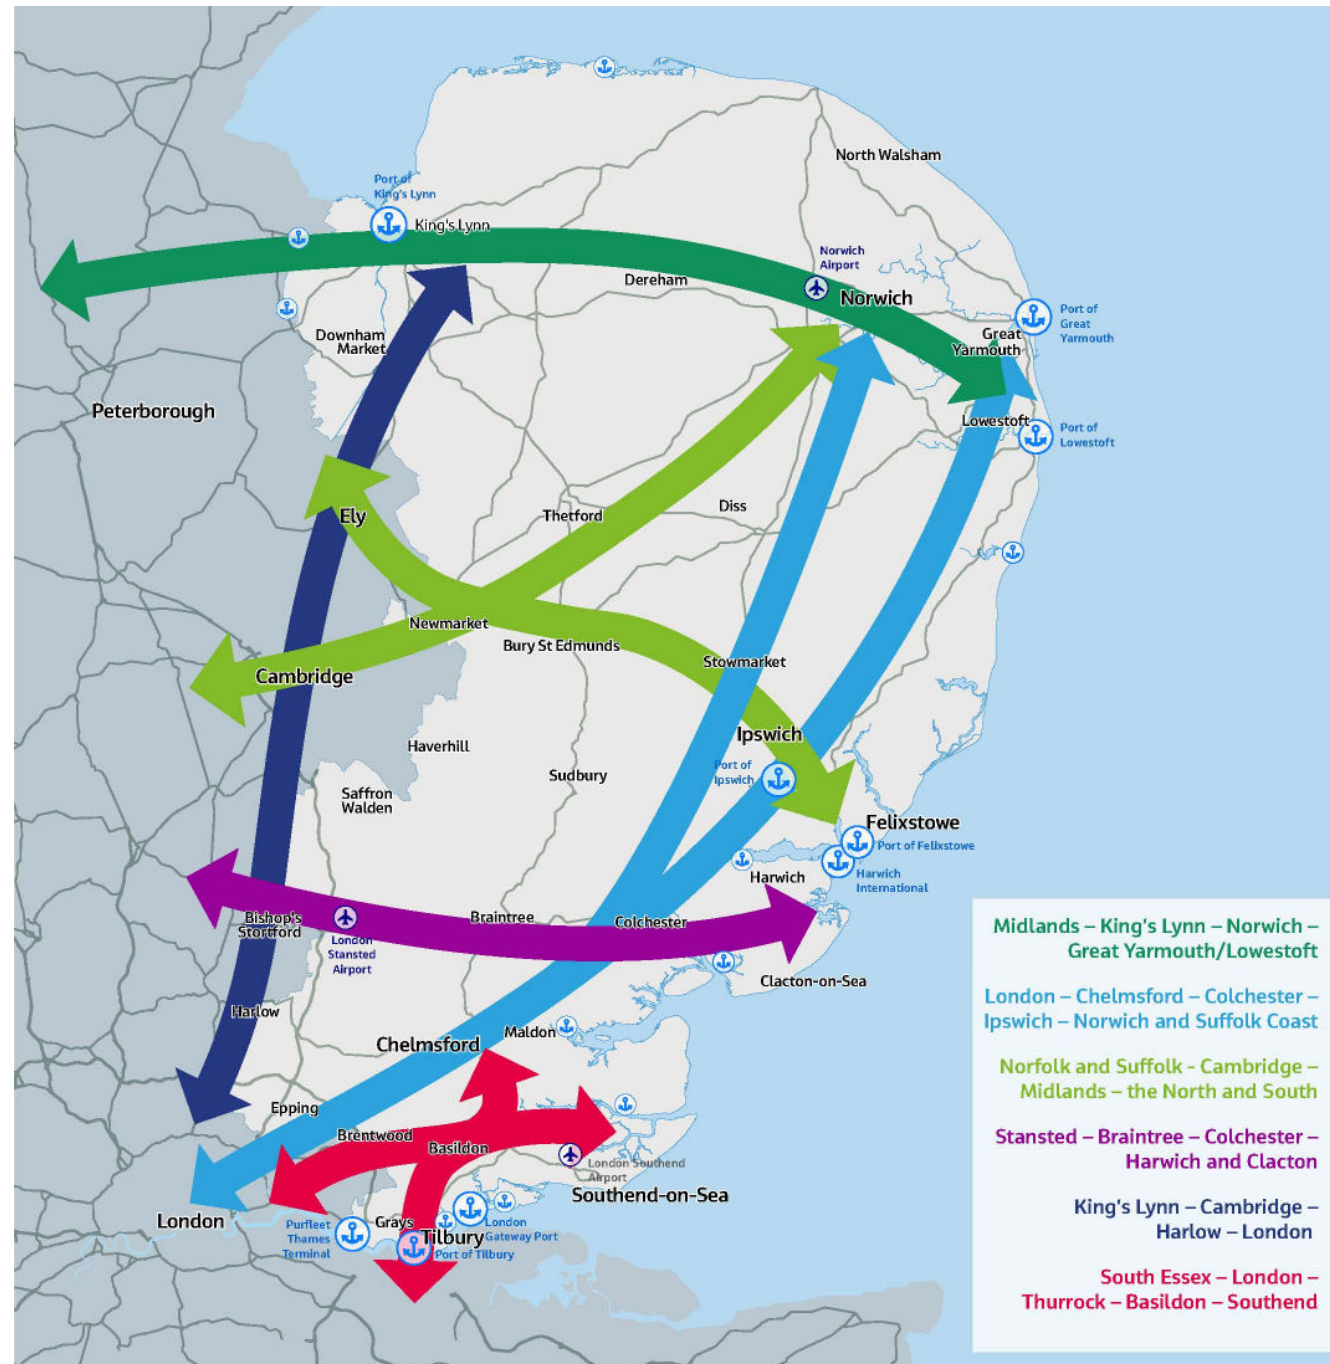 North Walsham
Port of
King's Lynn
King's Lynn
Norwich
Airport
Dereham
Norwich
Port of
Great
Yarmouth
Great
Yarmouth
Downham
Market
Peterborough
Lowestoft
Port of
Lowestoft
Ely
Thetford
Diss
Newmarket
Bury St Edmunds
Stowmarket
Cambridge
Haverhill
Ipswich
Port of
Ipswich
Sudbury
Saffron
Walden
Felixstowe
Port of Felixstowe
Harwich
Harwich
International
Bishop's
Stortford
London
Stansted
Airport
Braintree
Colchester
Clacton-on-Sea
Harlow
Maldon
Chelmsford
Epping
Brentwood
Basildon
London Southend
Airport
Southend-on-Sea
London
Purfleet
Thames
Terminal
Grays
Tilbury
London
Gateway Port
Port of Tilbury
Midlands – King's Lynn – Norwich –
Great Yarmouth/Lowestoft
London – Chelmsford – Colchester –
Ipswich – Norwich and Suffolk Coast
Norfolk and Suffolk - Cambridge –
Midlands – the North and South
Stansted – Braintree – Colchester –
Harwich and Clacton
King's Lynn – Cambridge –
Harlow – London
South Essex – London –
Thurrock – Basildon – Southend